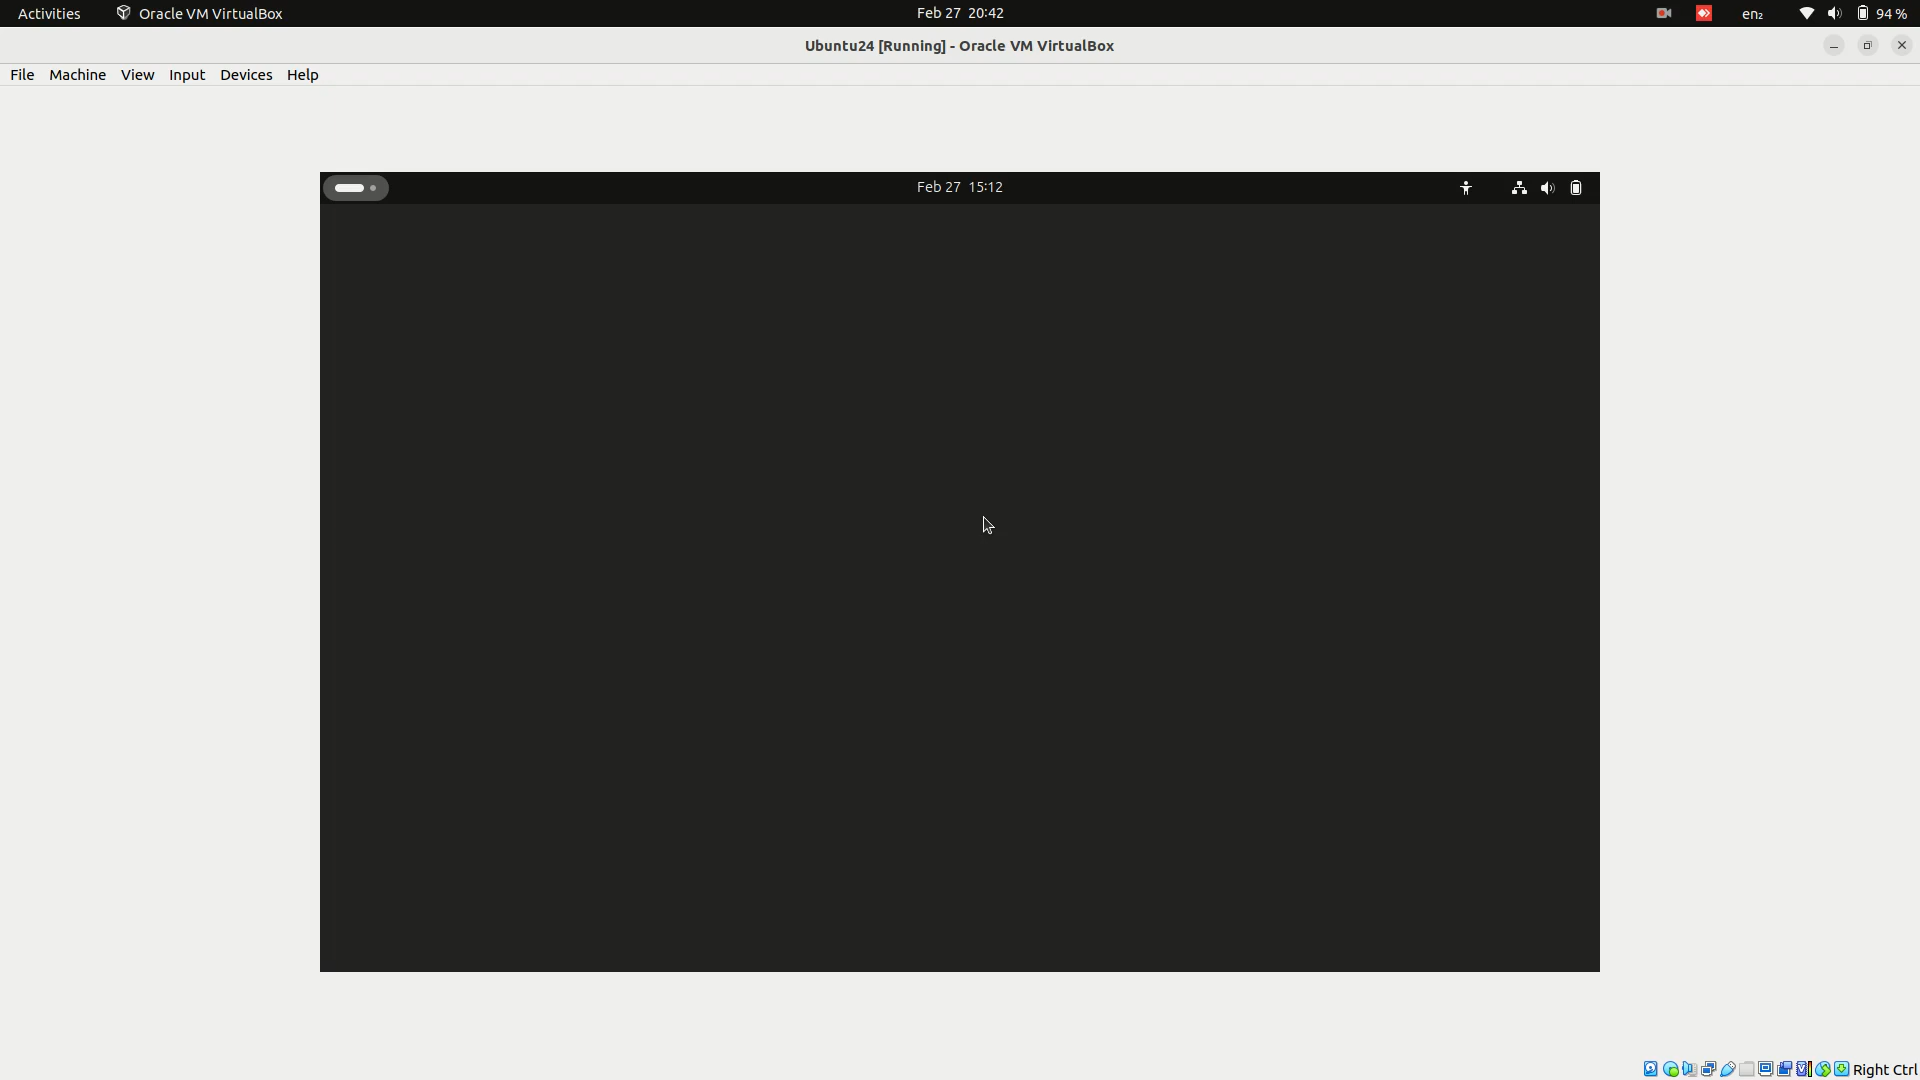 Activities Oracle VM VirtualBox Feb 27 20:42 en₂ 94 %
Ubuntu24 [Running] - Oracle VM VirtualBox
File Machine View Input Devices Help
Feb 27 15:12
Right Ctrl